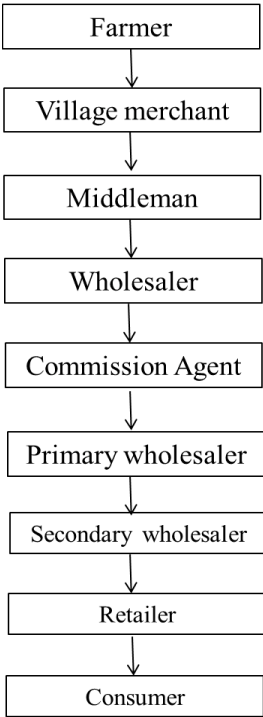 Farmer
Village merchant
Middleman
Wholesaler
Commission Agent
Primary wholesaler
Secondary wholesaler
Retailer
Consumer